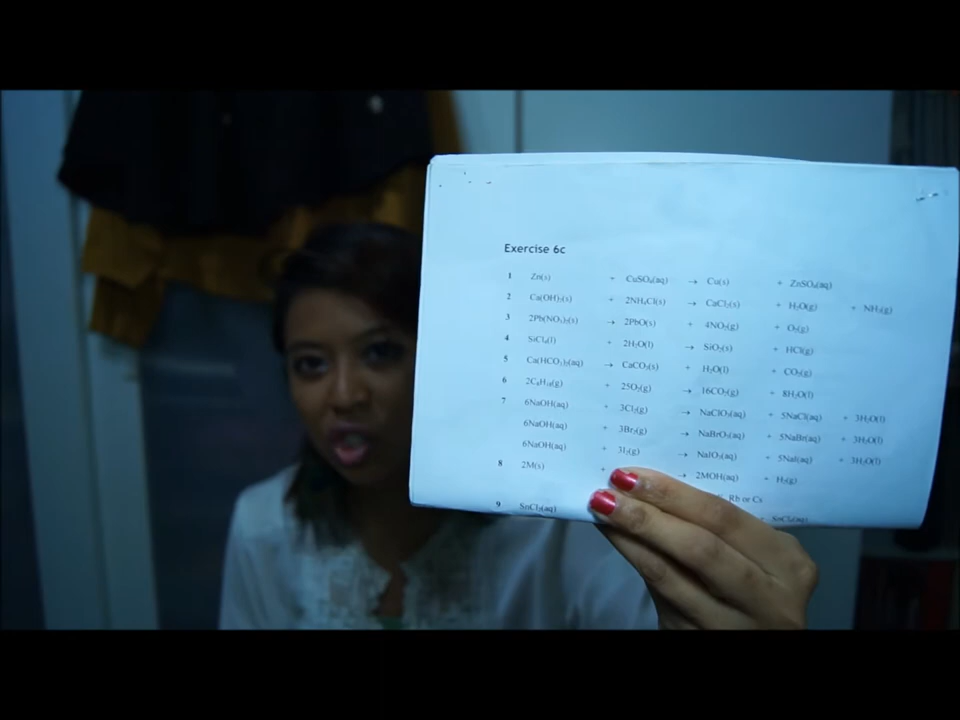 Exercise 6c
1 Zn(s) + CuSO₄(aq) → Cu(s) + ZnSO₄(aq)
2 Ca(OH)₂(s) + 2NH₄Cl(s) → CaCl₂(s) + H₂O(g) + NH₃(g)
3 2Pb(NO₃)₂(s) → 2PbO(s) + 4NO₂(g) + O₂(g)
4 SiCl₄(l) + 2H₂O(l) → SiO₂(s) + HCl(g)
5 Ca(HCO₃)₂(aq) → CaCO₃(s) + H₂O(l) + CO₂(g)
6 2C₈H₁₈(g) + 25O₂(g) → 16CO₂(g) + 8H₂O(l)
7 6NaOH(aq) + 3Cl₂(g) → NaClO₃(aq) + 5NaCl(aq) + 3H₂O(l)
6NaOH(aq) + 3Br₂(g) → NaBrO₃(aq) + 5NaBr(aq) + 3H₂O(l)
6NaOH(aq) + 3I₂(g) → NaIO₃(aq) + 5NaI(aq) + 3H₂O(l)
8 2M(s) + → 2MOH(aq) + H₂(g)
Rb or Cs
9 SnCl₂(aq) + SnCl₄(aq)